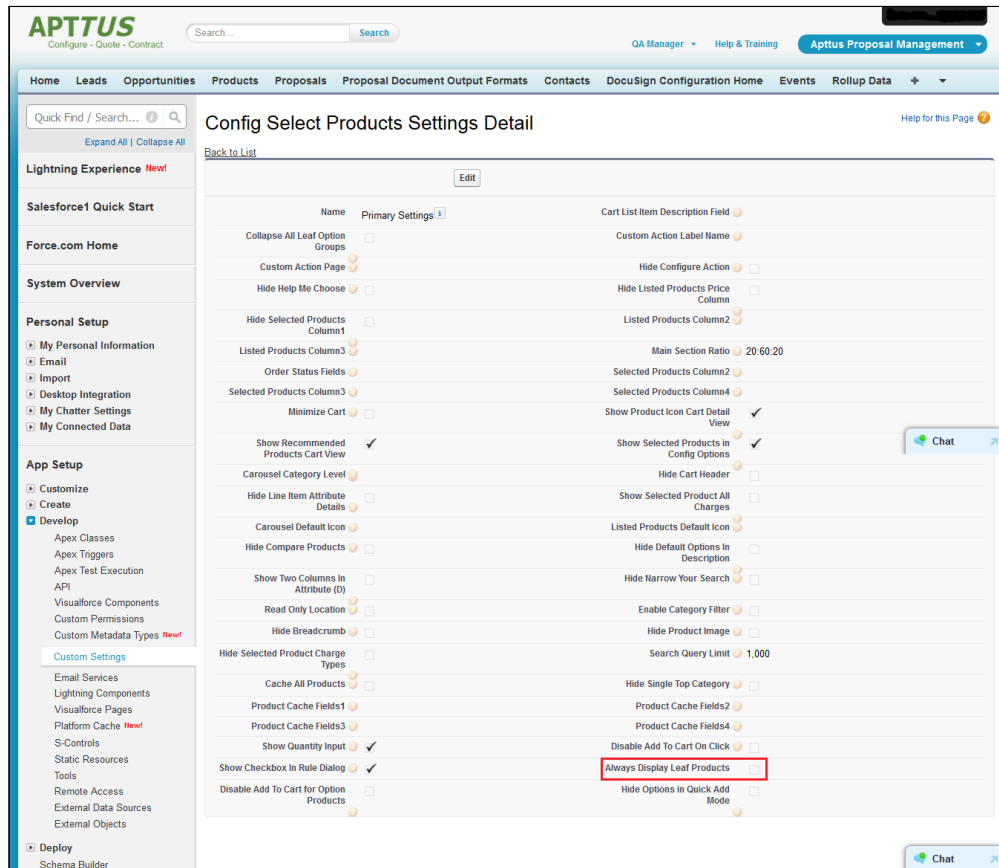 APTTUS
Configure - Quote - Contract
Search...
Search
QA Manager
Help & Training
Apttus Proposal Management
Home Leads Opportunities Products Proposals Proposal Document Output Formats Contacts DocuSign Configuration Home Events Rollup Data +
Quick Find / Search...
Expand All | Collapse All
Lightning Experience New!
Salesforce1 Quick Start
Force.com Home
System Overview
Personal Setup
My Personal Information
Email
Import
Desktop Integration
My Chatter Settings
My Connected Data
App Setup
Customize
Create
Develop
Apex Classes
Apex Triggers
Apex Test Execution
API
Visualforce Components
Custom Permissions
Custom Metadata Types New!
Custom Settings
Email Services
Lightning Components
Visualforce Pages
Platform Cache New!
S-Controls
Static Resources
Tools
Remote Access
External Data Sources
External Objects
Deploy
Schema Builder
Config Select Products Settings Detail
Help for this Page
Back to List
Edit
Name Primary Settings
Cart List Item Description Field
Collapse All Leaf Option
Groups
Custom Action Label Name
Custom Action Page
Hide Configure Action
Hide Help Me Choose
Hide Listed Products Price
Column
Hide Selected Products
Column1
Listed Products Column2
Listed Products Column3
Main Section Ratio 20:60:20
Order Status Fields
Selected Products Column2
Selected Products Column3
Selected Products Column4
Minimize Cart
Show Product Icon Cart Detail
View
Show Recommended
Products Cart View
Show Selected Products in
Config Options
Carousel Category Level
Hide Cart Header
Hide Line Item Attribute
Details
Show Selected Product All
Charges
Carousel Default Icon
Listed Products Default Icon
Hide Compare Products
Hide Default Options In
Description
Show Two Columns In
Attribute (D)
Hide Narrow Your Search
Read Only Location
Enable Category Filter
Hide Breadcrumb
Hide Product Image
Hide Selected Product Charge
Types
Search Query Limit 1,000
Cache All Products
Hide Single Top Category
Product Cache Fields1
Product Cache Fields2
Product Cache Fields3
Product Cache Fields4
Show Quantity Input
Disable Add To Cart On Click
Show Checkbox In Rule Dialog
Always Display Leaf Products
Disable Add To Cart for Option
Products
Hide Options in Quick Add
Mode
Chat
Chat